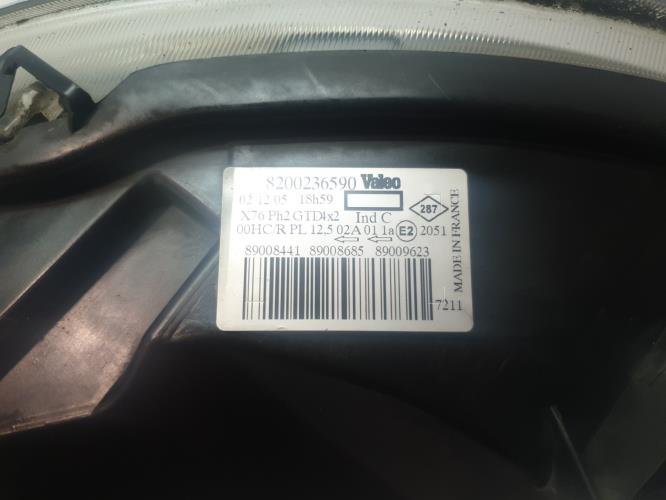 8200236590 Valeo
02/12/05 18h59
X76 Ph2 GTD4x2 Ind C
287
00HC/R PL 12,5 02A 01 1a E2 2051
89008441 89008685 89009623
7211
MADE IN FRANCE